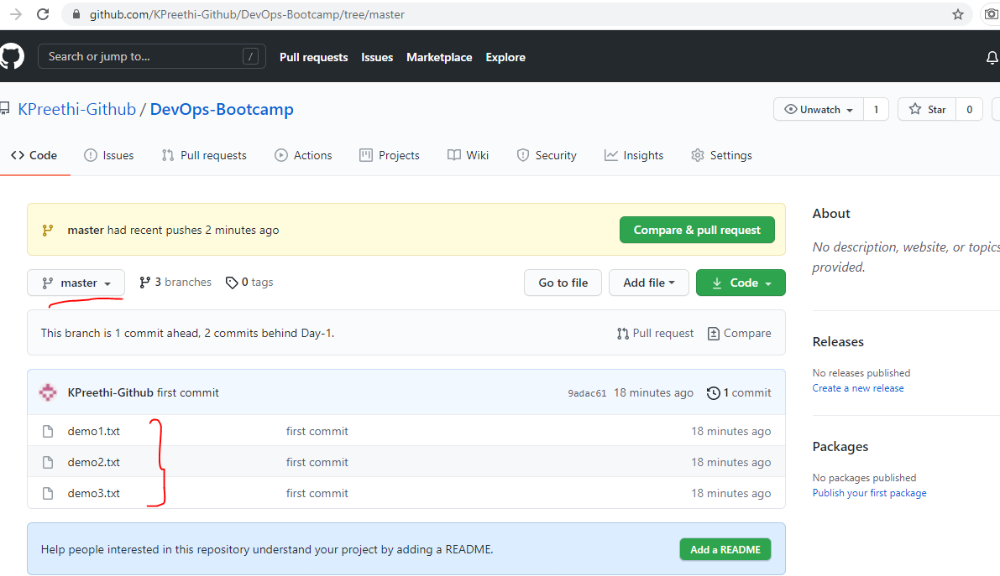 github.com/KPreethi-Github/DevOps-Bootcamp/tree/master
Search or jump to... / Pull requests Issues Marketplace Explore
KPreethi-Github / DevOps-Bootcamp Unwatch 1 Star 0
Code Issues Pull requests Actions Projects Wiki Security Insights Settings
master had recent pushes 2 minutes ago Compare & pull request
About
No description, website, or topics
provided.
master 3 branches 0 tags Go to file Add file Code
This branch is 1 commit ahead, 2 commits behind Day-1. Pull request Compare
Releases
No releases published
Create a new release
KPreethi-Github first commit 9adac61 18 minutes ago 1 commit
demo1.txt first commit 18 minutes ago
demo2.txt first commit 18 minutes ago
demo3.txt first commit 18 minutes ago
Packages
No packages published
Publish your first package
Help people interested in this repository understand your project by adding a README. Add a README